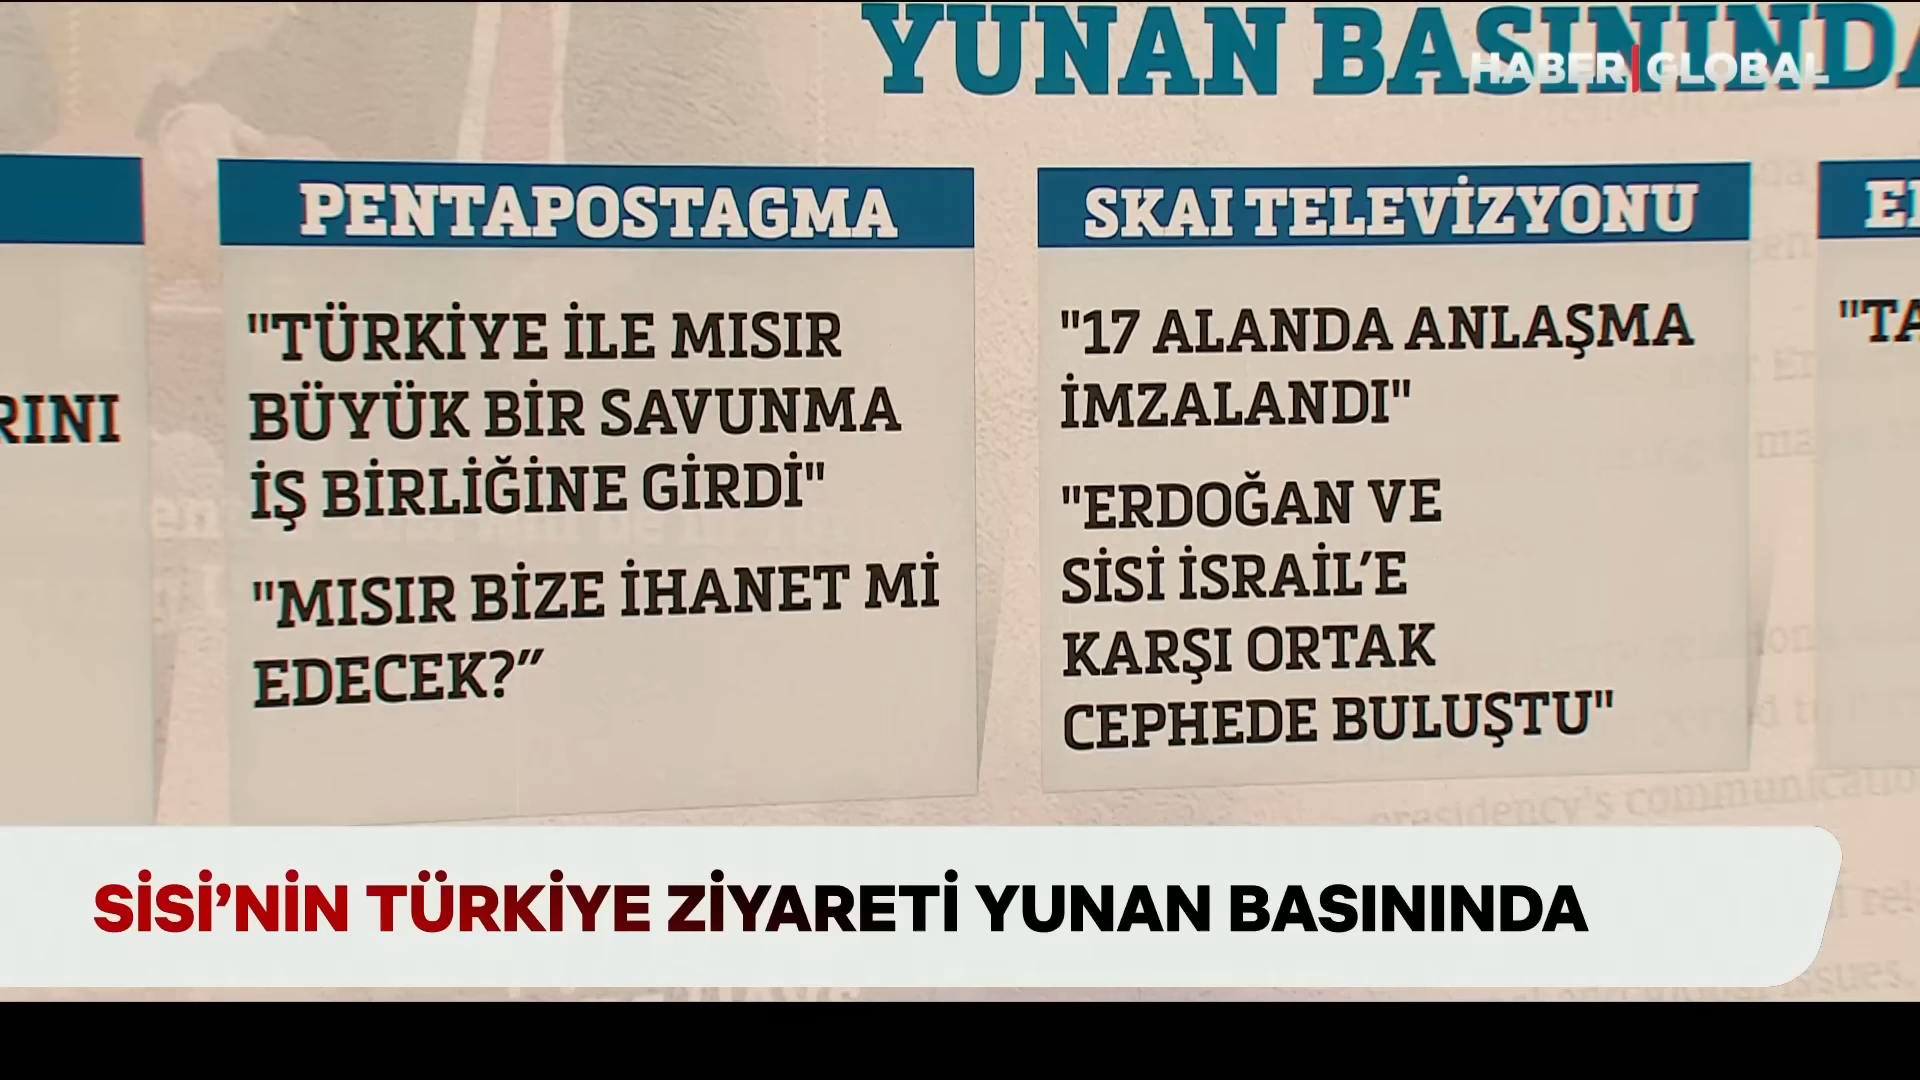 YUNAN BASININDA
HABER GLOBAL
PENTAPOSTAGMA
"TÜRKİYE İLE MISIR
BÜYÜK BİR SAVUNMA
İŞ BİRLİĞİNE GİRDİ"
"MISIR BİZE İHANET Mİ
EDECEK?”
SKAI TELEVİZYONU
"17 ALANDA ANLAŞMA
İMZALANDI"
"ERDOĞAN VE
SİSİ İSRAİL’E
KARŞI ORTAK
CEPHEDE BULUŞTU"
RINI
"TA
presidency's communicatio
SİSİ’NİN TÜRKİYE ZİYARETİ YUNAN BASININDA